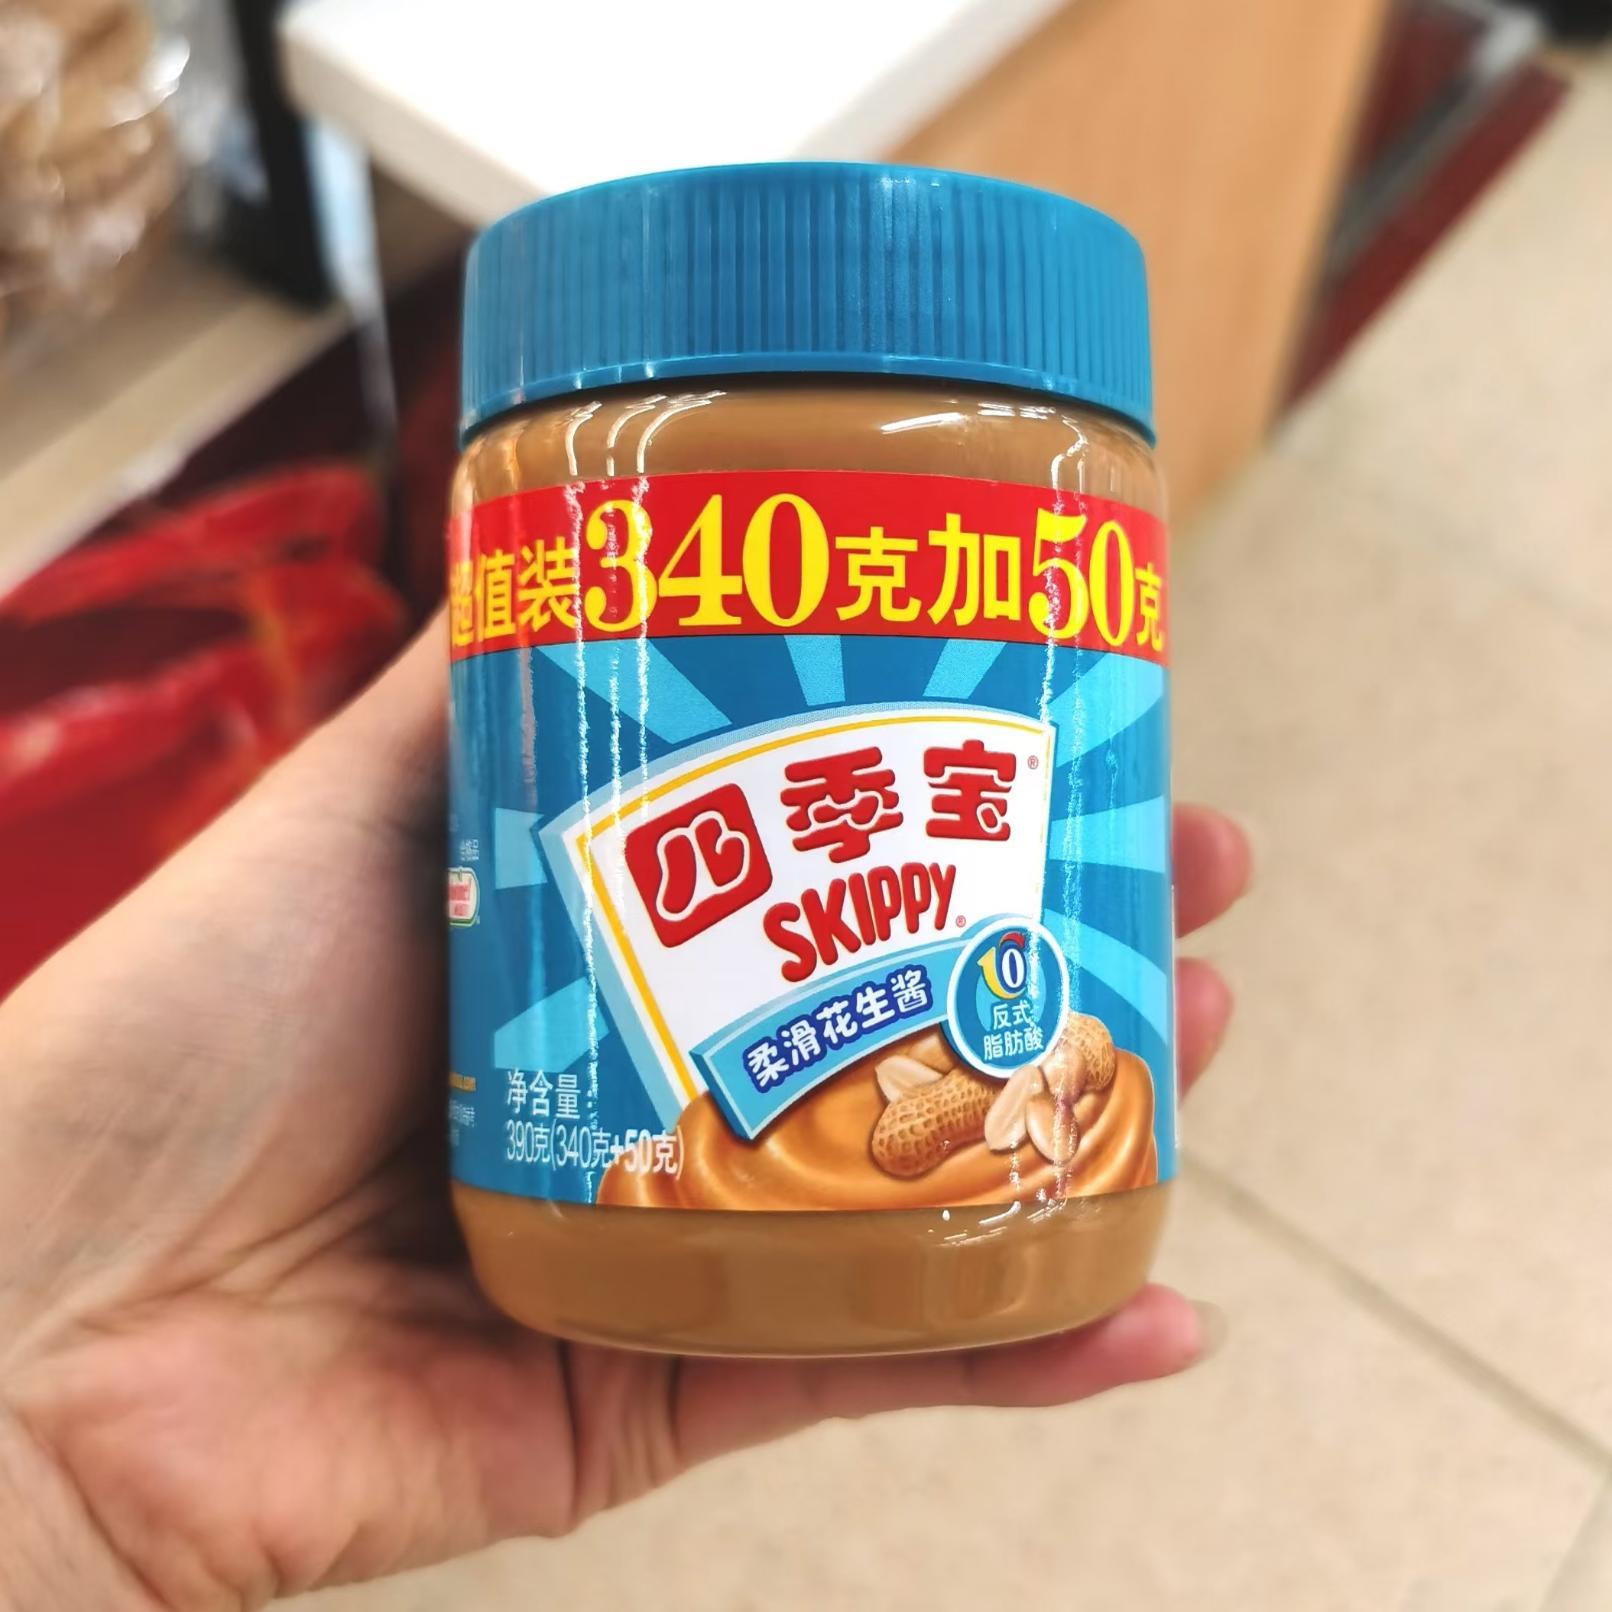 超值装340克加50克
四季宝®
SKIPPY®
柔滑花生酱
0
反式
脂肪酸
净含量:
390克(340克+50克)